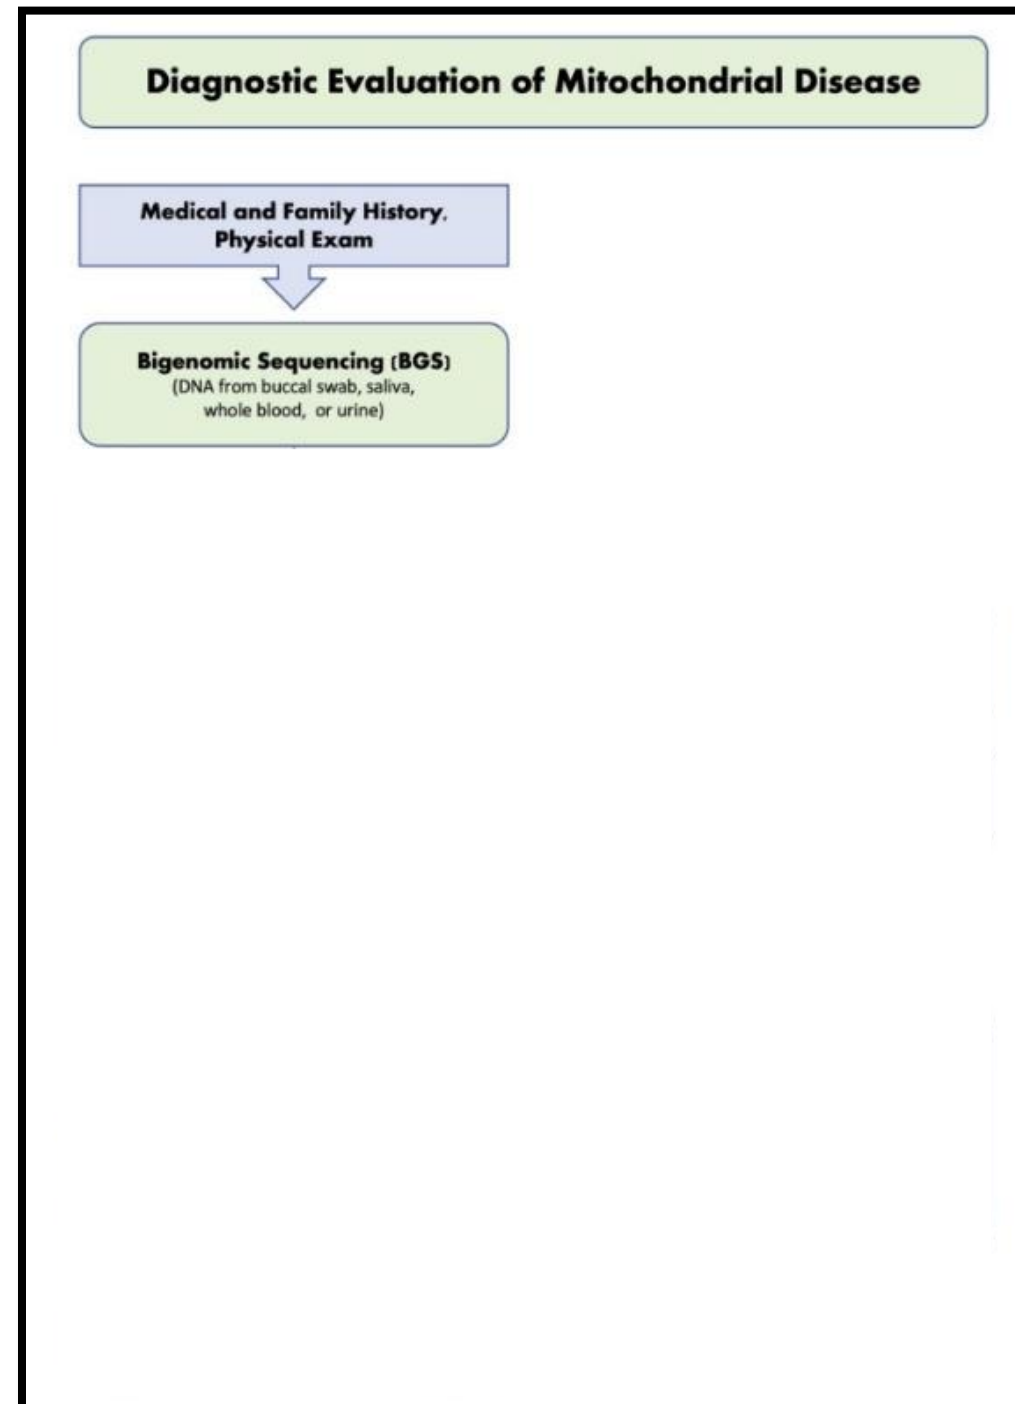 Diagnostic Evaluation of Mitochondrial Disease
Medical and Family History,
Physical Exam
Bigenomic Sequencing (BGS)
(DNA from buccal swab, saliva,
whole blood, or urine)